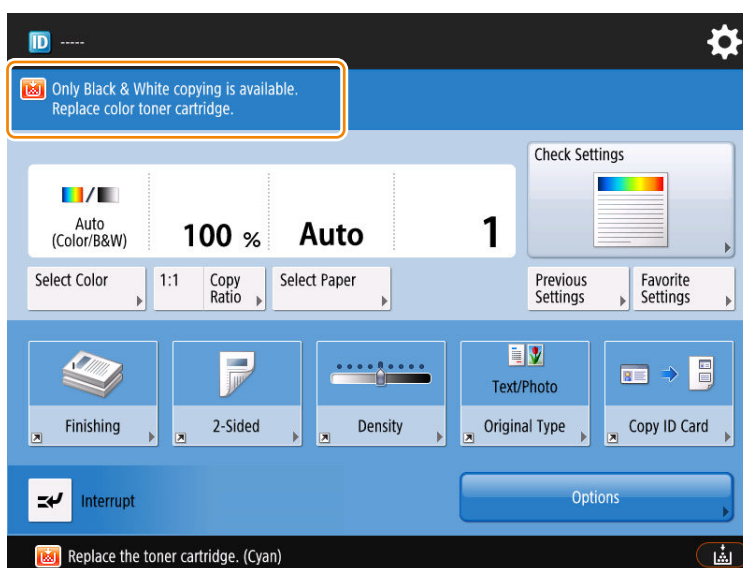 ID -----
Only Black & White copying is available.
Replace color toner cartridge.
Check Settings
Auto
(Color/B&W)
100 %
Auto
1
Select Color
1:1
Copy
Ratio
Select Paper
Previous
Settings
Favorite
Settings
Text/Photo
Finishing
2-Sided
Density
Original Type
Copy ID Card
Interrupt
Options
Replace the toner cartridge. (Cyan)